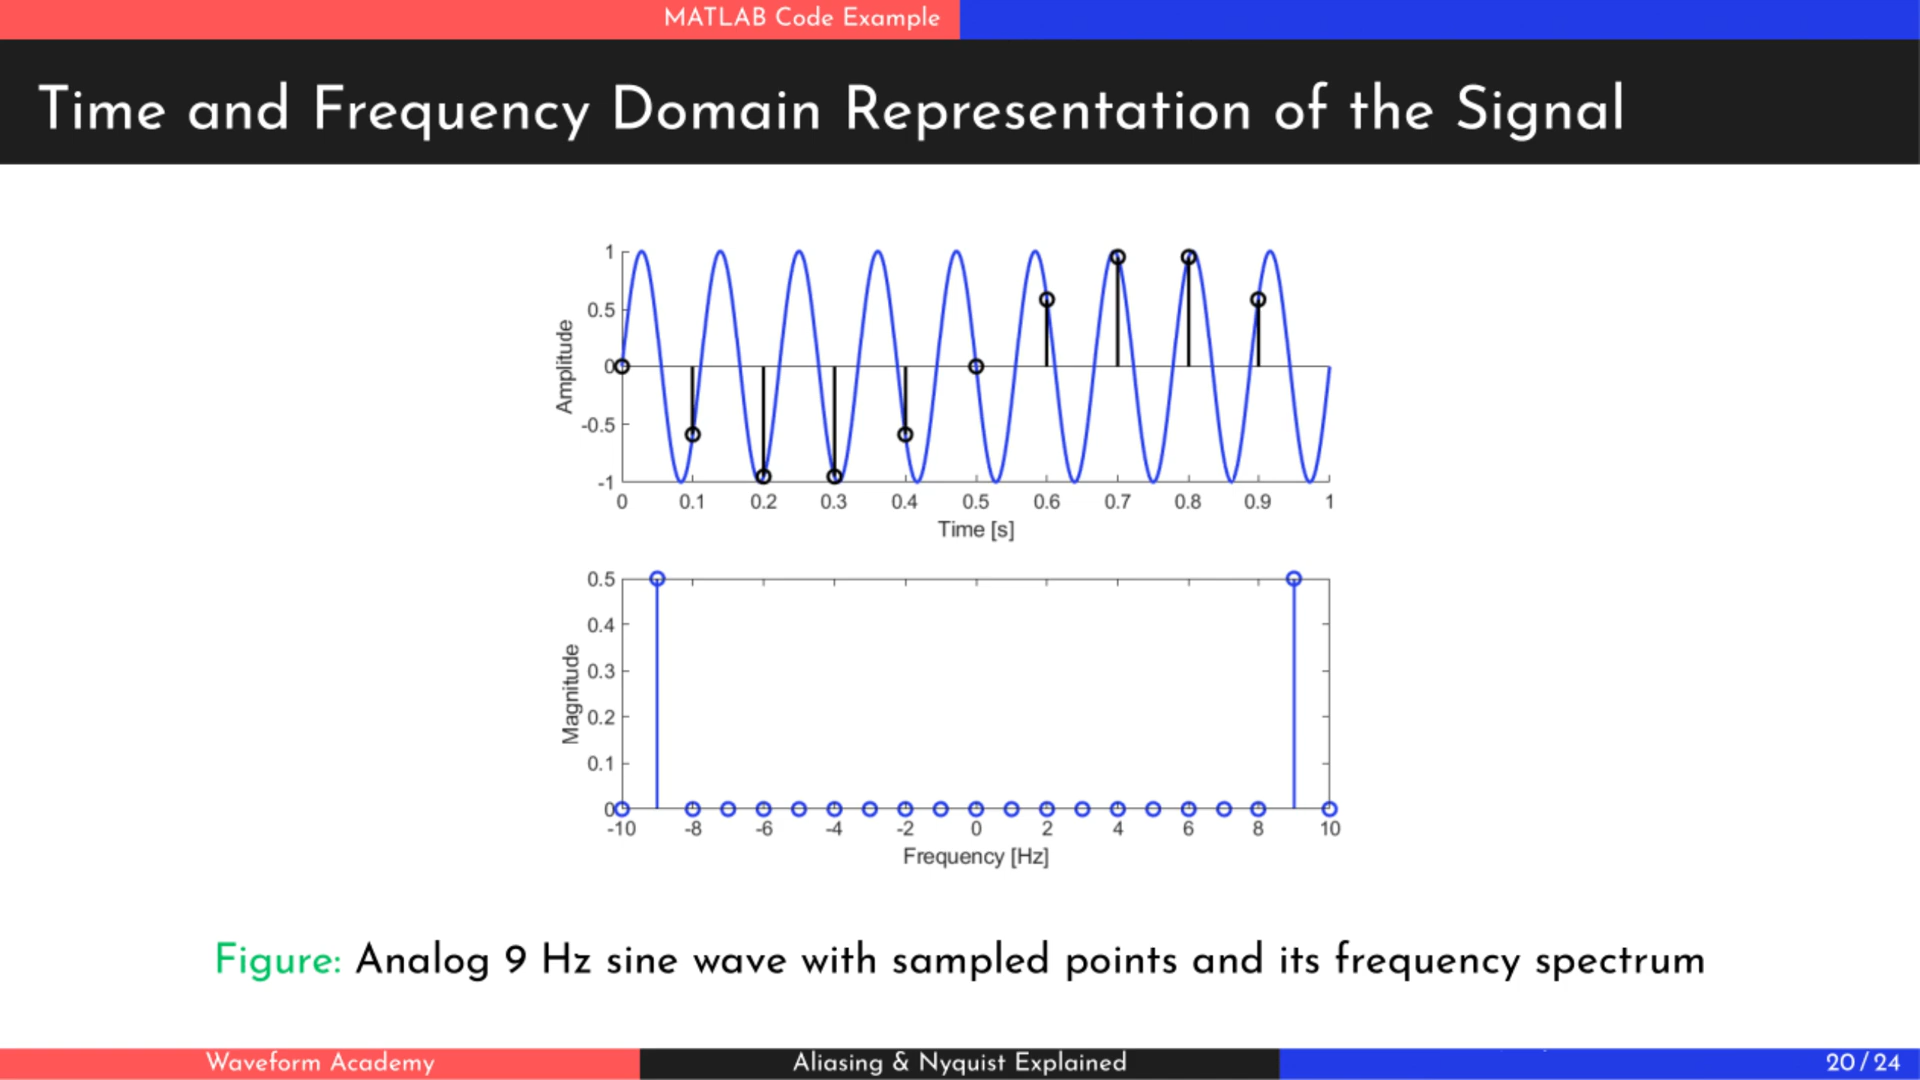 MATLAB Code Example
Time and Frequency Domain Representation of the Signal
1
0.5
0
-0.5
-1
Amplitude
0 0.1 0.2 0.3 0.4 0.5 0.6 0.7 0.8 0.9 1
Time [s]
0.5
0.4
0.3
0.2
0.1
0
Magnitude
-10 -8 -6 -4 -2 0 2 4 6 8 10
Frequency [Hz]
Figure: Analog 9 Hz sine wave with sampled points and its frequency spectrum
Waveform Academy
Aliasing & Nyquist Explained
20 / 24